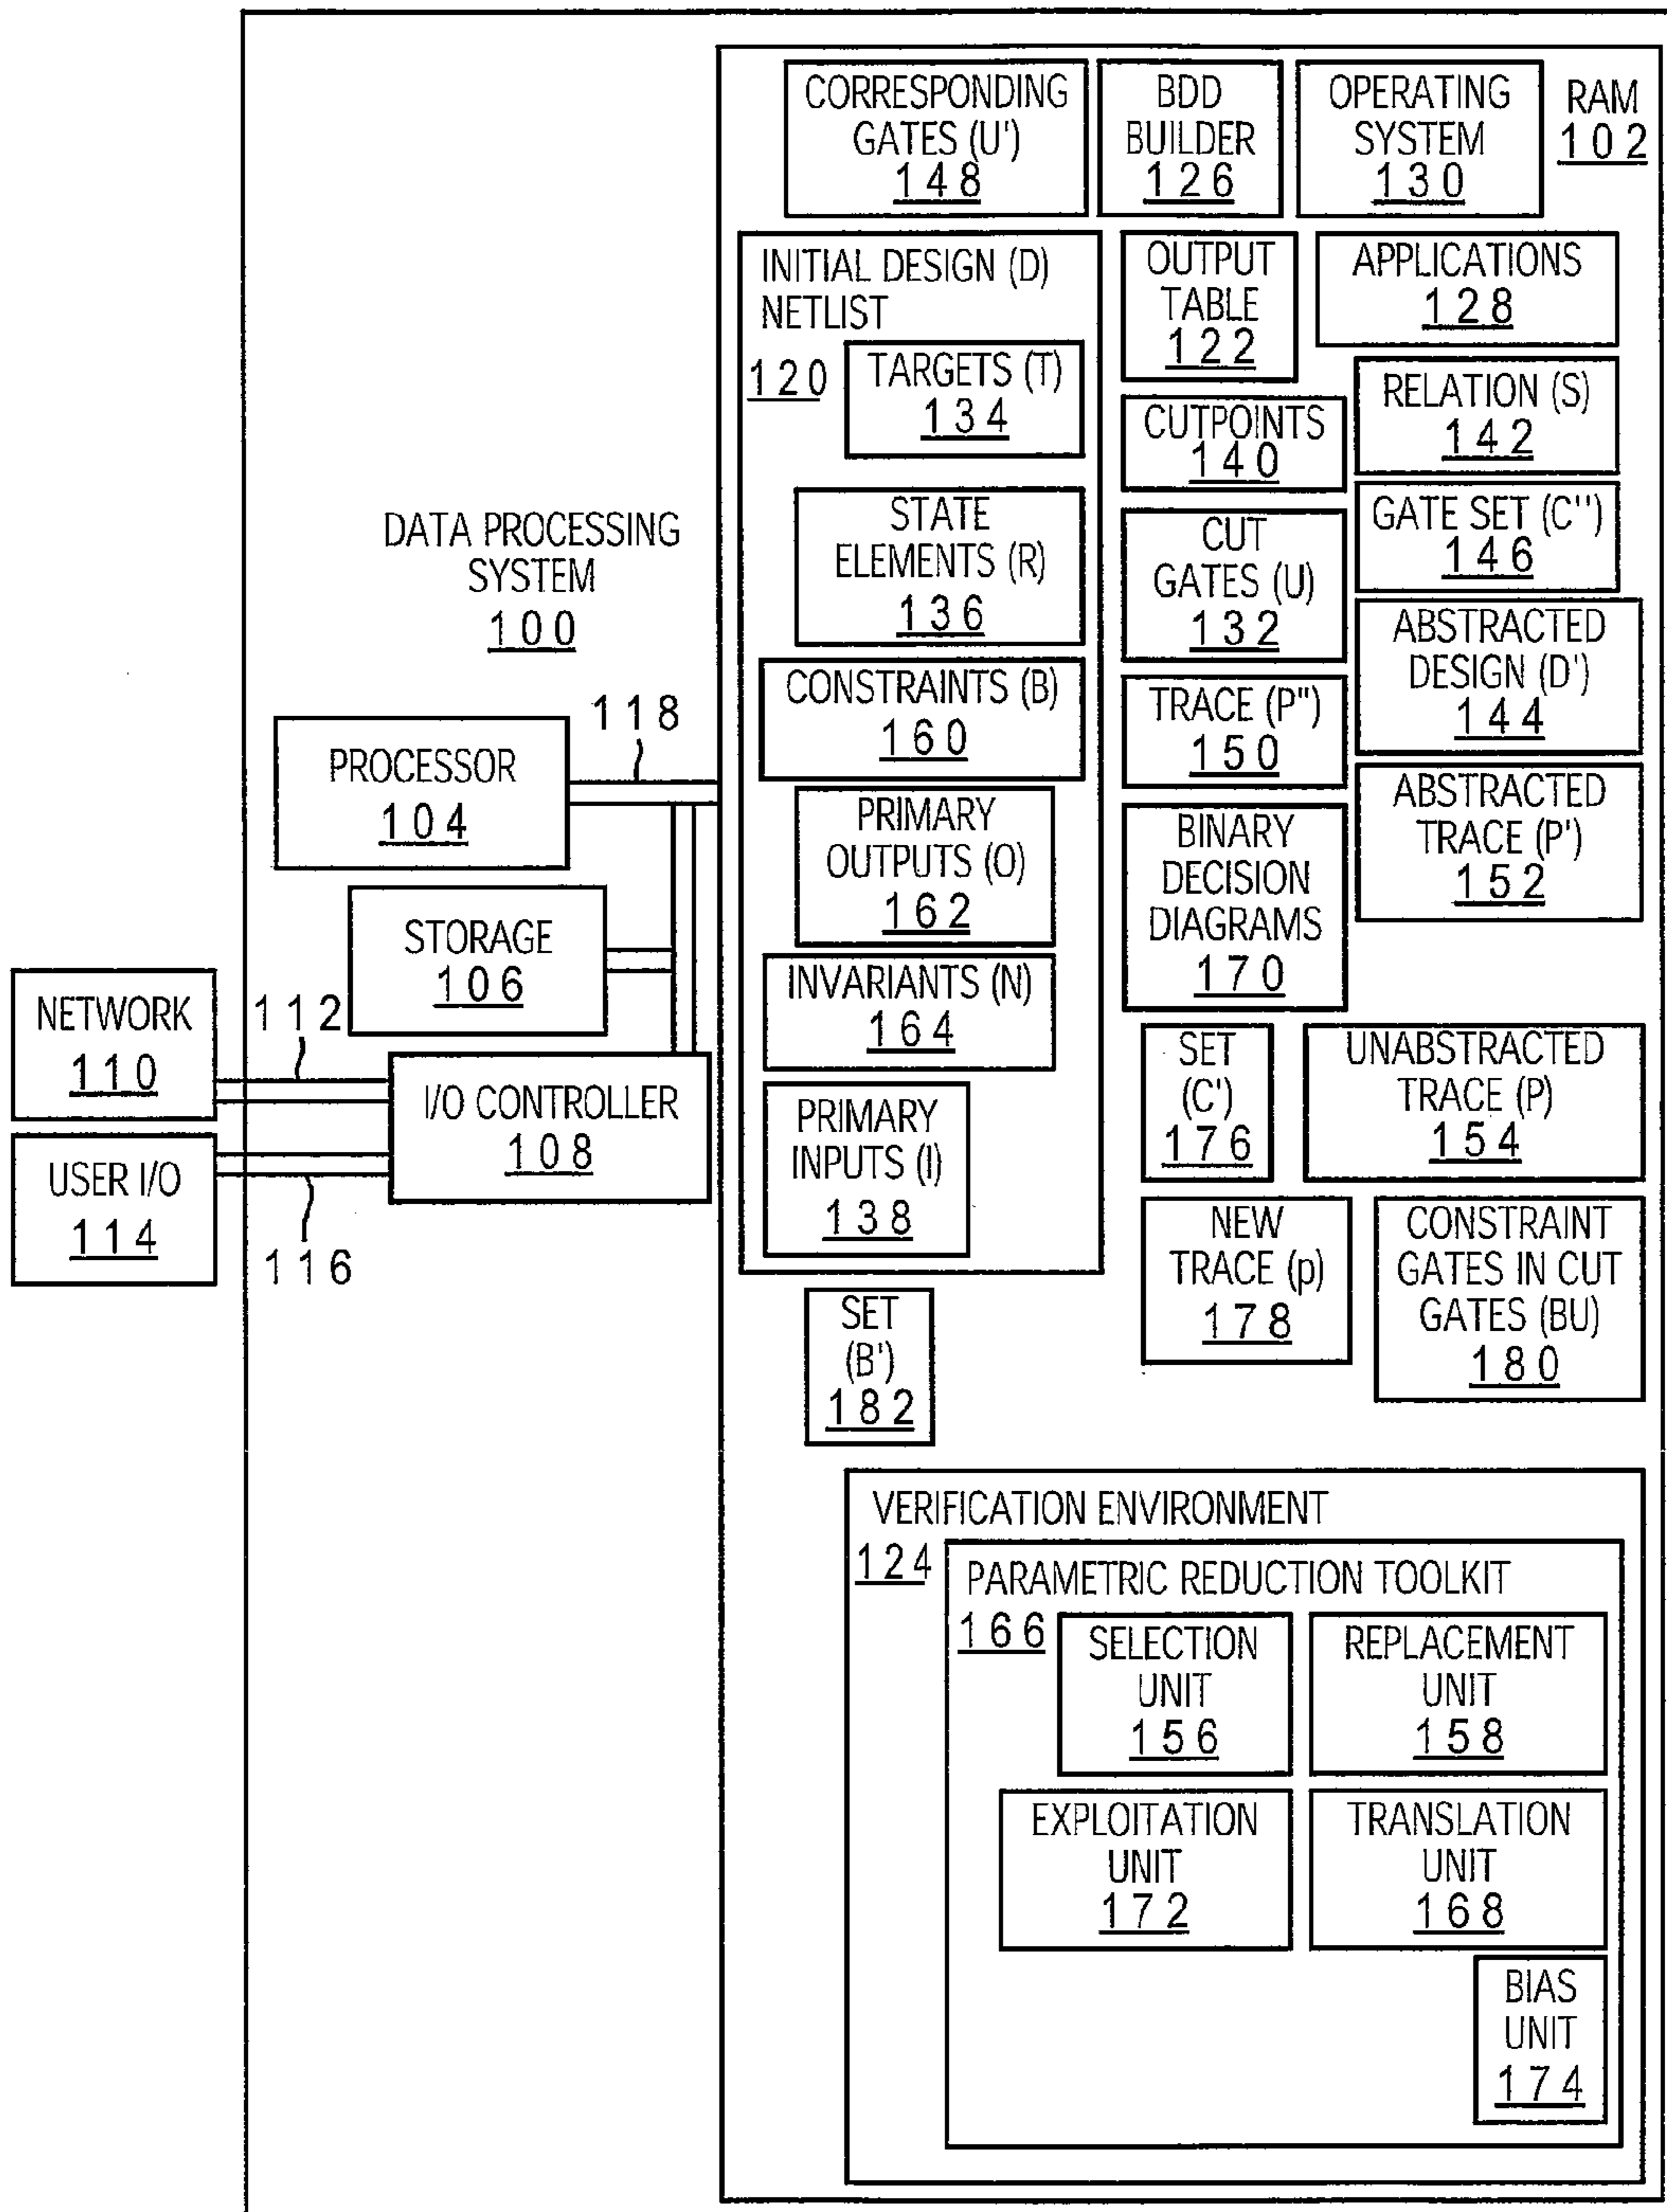 CORRESPONDING
GATES (U')
148
BDD
BUILDER
126
OPERATING
SYSTEM
130
RAM
102
INITIAL DESIGN (D)
NETLIST
120
TARGETS (T)
134
STATE
ELEMENTS (R)
136
CONSTRAINTS (B)
160
PRIMARY
OUTPUTS (O)
162
INVARIANTS (N)
164
PRIMARY
INPUTS (I)
138
OUTPUT
TABLE
122
APPLICATIONS
128
CUTPOINTS
140
RELATION (S)
142
CUT
GATES (U)
132
GATE SET (C'')
146
TRACE (P'')
150
ABSTRACTED
DESIGN (D')
144
BINARY
DECISION
DIAGRAMS
170
ABSTRACTED
TRACE (P')
152
SET
(C')
176
UNABSTRACTED
TRACE (P)
154
NEW
TRACE (p)
178
CONSTRAINT
GATES IN CUT
GATES (BU)
180
SET
(B')
182
DATA PROCESSING
SYSTEM
100
118
PROCESSOR
104
STORAGE
106
NETWORK
110
112
I/O CONTROLLER
108
USER I/O
114
116
VERIFICATION ENVIRONMENT
124
PARAMETRIC REDUCTION TOOLKIT
166
SELECTION
UNIT
156
REPLACEMENT
UNIT
158
EXPLOITATION
UNIT
172
TRANSLATION
UNIT
168
BIAS
UNIT
174